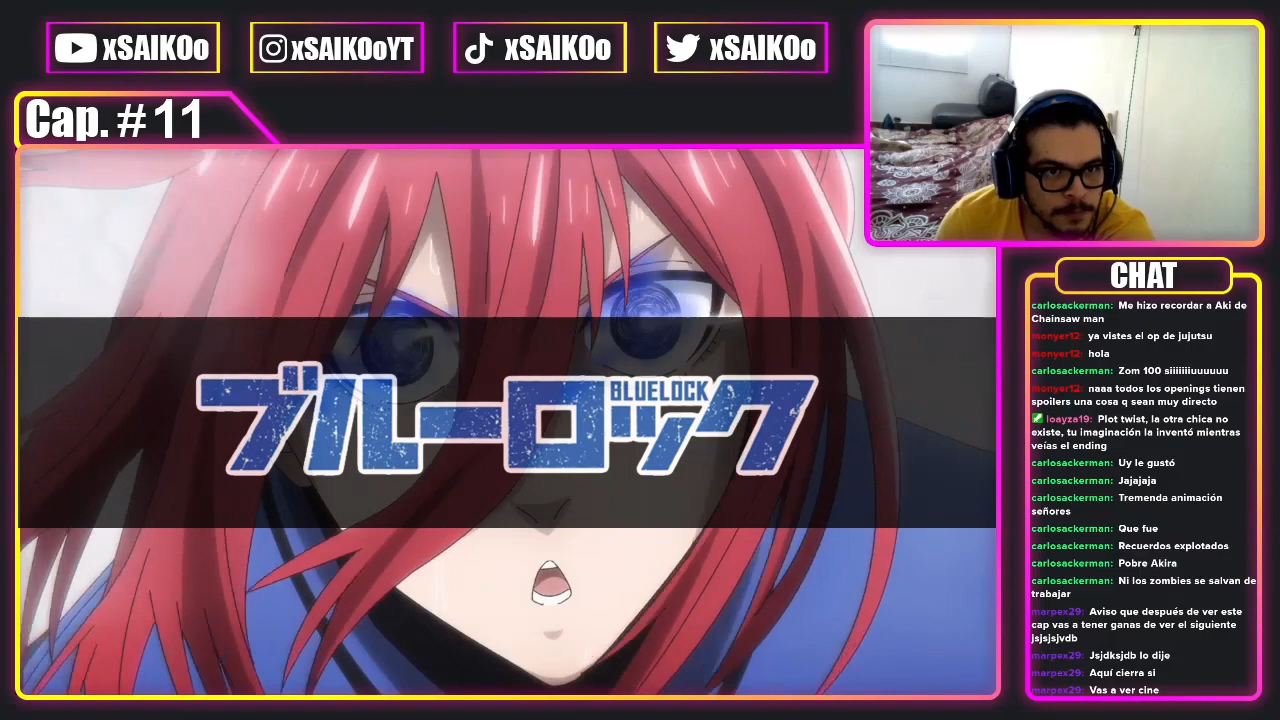 xSAIKOo
xSAIKOoYT
xSAIKOo
xSAIKOo
Cap. #11
ブルーロック
BLUELOCK
CHAT
carlosackerman: Me hizo recordar a Aki de
Chainsaw man
monyer12: ya vistes el op de jujutsu
monyer12: hola
carlosackerman: Zom 100 siiiiiiiuuuuuu
monyer12: naaa todos los openings tienen
spoilers una cosa q sean muy directo
loayza19: Plot twist, la otra chica no
existe, tu imaginación la inventó mientras
veías el ending
carlosackerman: Uy le gustó
carlosackerman: Jajajaja
carlosackerman: Tremenda animación
señores
carlosackerman: Que fue
carlosackerman: Recuerdos explotados
carlosackerman: Pobre Akira
carlosackerman: Ni los zombies se salvan de
trabajar
marpex29: Aviso que después de ver este
cap vas a tener ganas de ver el siguiente
jsjsjsjvdb
marpex29: Jsjdksjdb lo dije
marpex29: Aquí cierra si
marpex29: Vas a ver cine